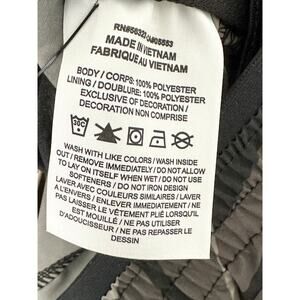 MADE IN VIETNAM
FABRIQUE AU VIETNAM
BODY / CORPS: 100% POLYESTER
LINING / DOUBLURE: 100% POLYESTER
EXCLUSIVE OF DECORATION /
DECORATION NON COMPRISE
30C
WASH WITH LIKE COLORS / WASH INSIDE
OUT / REMOVE IMMEDIATELY / DO NOT ALLOW
TO LAY ON ITSELF WHEN WET / DO NOT USE
SOFTENERS / DO NOT IRON DESIGN
LAVER AVEC COULEURS SIMILAIRES / LAVER
A L'ENVERS / ENLEVER IMMEDIATEMENT / NE
PAS LAISSER LE VÊTEMENT PLIÉ LORSQU'IL
EST MOUILLÉ / NE PAS UTILISER
D'ADOUCISSEUR / NE PAS REPASSER LE
DESSIN